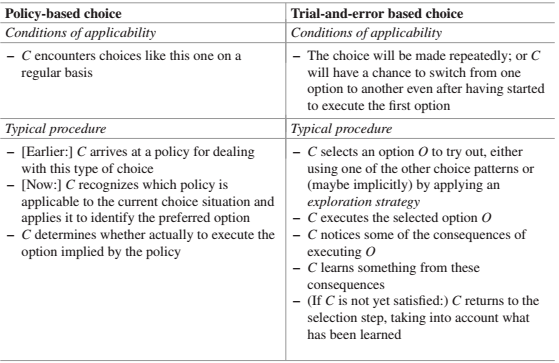 Policy-based choice
Conditions of applicability
– C encounters choices like this one on a
regular basis
Typical procedure
– [Earlier:] C arrives at a policy for dealing
with this type of choice
– [Now:] C recognizes which policy is
applicable to the current choice situation and
applies it to identify the preferred option
– C determines whether actually to execute the
option implied by the policy
Trial-and-error based choice
Conditions of applicability
– The choice will be made repeatedly; or C
will have a chance to switch from one
option to another even after having started
to execute the first option
Typical procedure
– C selects an option O to try out, either
using one of the other choice patterns or
(maybe implicitly) by applying an
exploration strategy
– C executes the selected option O
– C notices some of the consequences of
executing O
– C learns something from these
consequences
– (If C is not yet satisfied:) C returns to the
selection step, taking into account what
has been learned